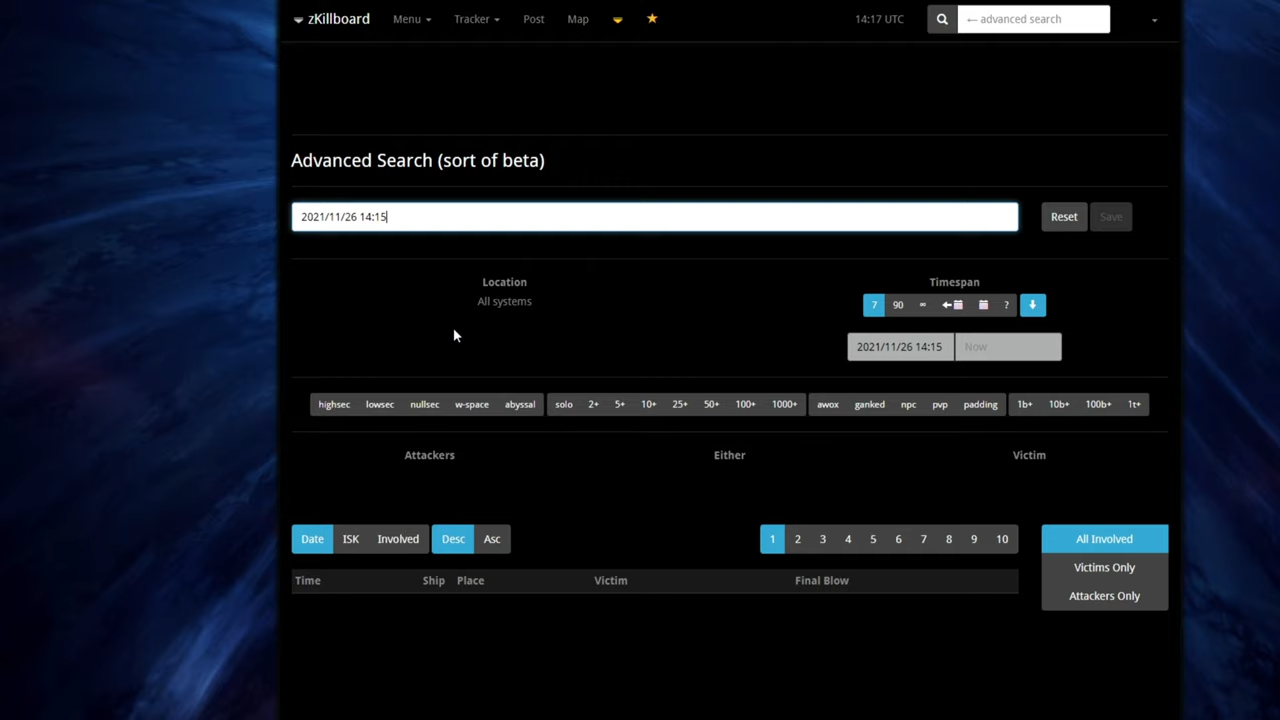 zKillboard Menu Tracker Post Map 14:17 UTC ← advanced search
Advanced Search (sort of beta)
2021/11/26 14:15 Reset Save
Location Timespan
All systems 7 90 ∞ ?
2021/11/26 14:15 Now
highsec lowsec nullsec w-space abyssal solo 2+ 5+ 10+ 25+ 50+ 100+ 1000+ awox ganked npc pvp padding 1b+ 10b+ 100b+ 1t+
Attackers Either Victim
Date ISK Involved Desc Asc 1 2 3 4 5 6 7 8 9 10 All Involved
Victims Only
Time Ship Place Victim Final Blow
Attackers Only